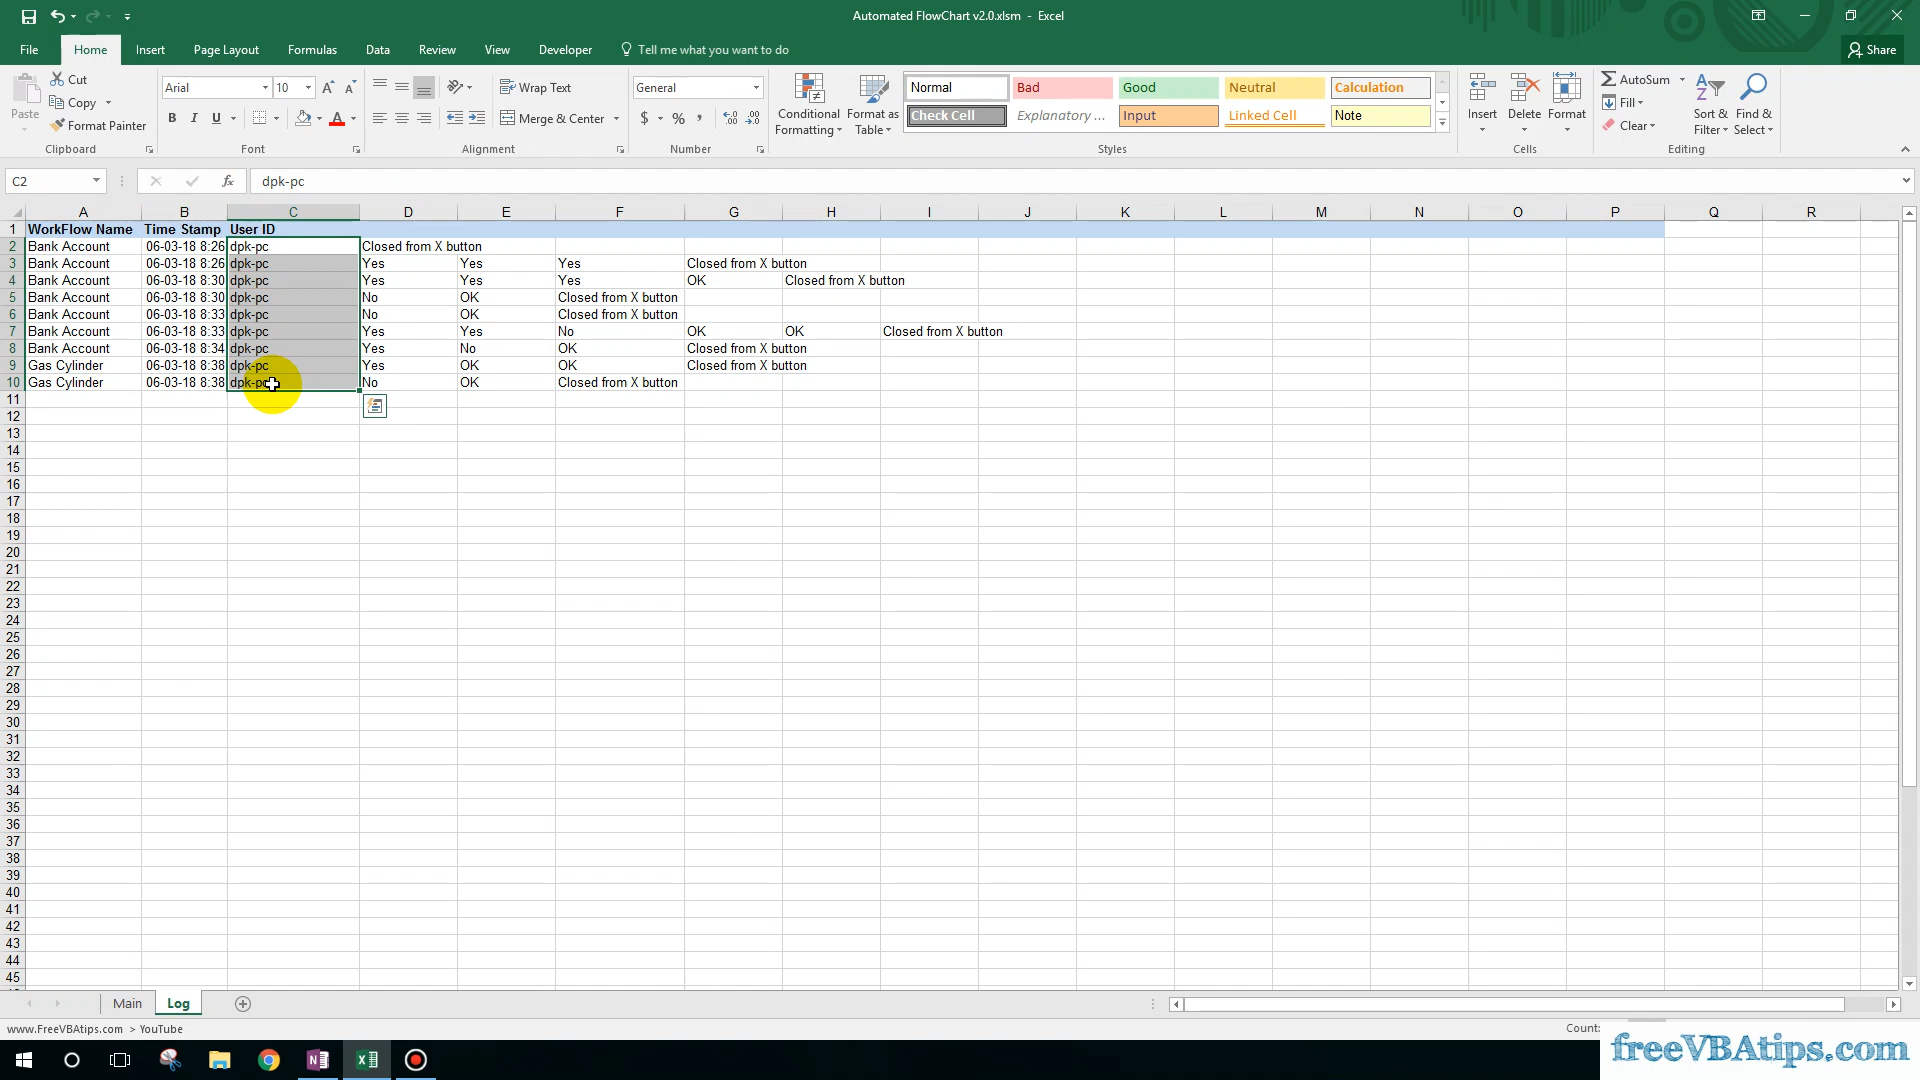 Automated FlowChart v2.0.xlsm - Excel
File Home Insert Page Layout Formulas Data Review View Developer Tell me what you want to do Share
Paste Cut Copy Format Painter Clipboard
Arial 10 A A B I U A Font
Wrap Text Merge & Center Alignment
General $ % , Number
Conditional Formatting Format as Table
Normal Bad Good Neutral Calculation
Check Cell Explanatory ... Input Linked Cell Note
Styles
Insert Delete Format Cells
AutoSum Fill Clear Sort & Filter Find & Select Editing
C2 fx dpk-pc
A B C D E F G H I J K L M N O P Q R
1 WorkFlow Name Time Stamp User ID
2 Bank Account 06-03-18 8:26 dpk-pc Closed from X button
3 Bank Account 06-03-18 8:26 dpk-pc Yes Yes Yes Closed from X button
4 Bank Account 06-03-18 8:30 dpk-pc Yes Yes Yes OK Closed from X button
5 Bank Account 06-03-18 8:30 dpk-pc No OK Closed from X button
6 Bank Account 06-03-18 8:33 dpk-pc No OK Closed from X button
7 Bank Account 06-03-18 8:33 dpk-pc Yes Yes No OK OK Closed from X button
8 Bank Account 06-03-18 8:34 dpk-pc Yes No OK Closed from X button
9 Gas Cylinder 06-03-18 8:38 dpk-pc Yes OK OK Closed from X button
10 Gas Cylinder 06-03-18 8:38 dpk-pc No OK Closed from X button
11
12
13
14
15
16
17
18
19
20
21
22
23
24
25
26
27
28
29
30
31
32
33
34
35
36
37
38
39
40
41
42
43
44
45
Main Log
www.FreeVBAtips.com > YouTube Count:
freeVBAtips.com